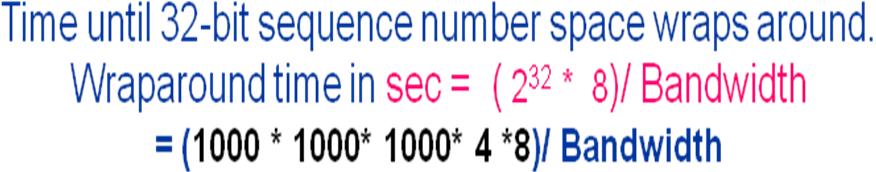 Time until 32-bit sequence number space wraps around.
Wraparound time in sec = ( 2³² * 8)/ Bandwidth
= (1000 * 1000* 1000* 4 *8)/ Bandwidth